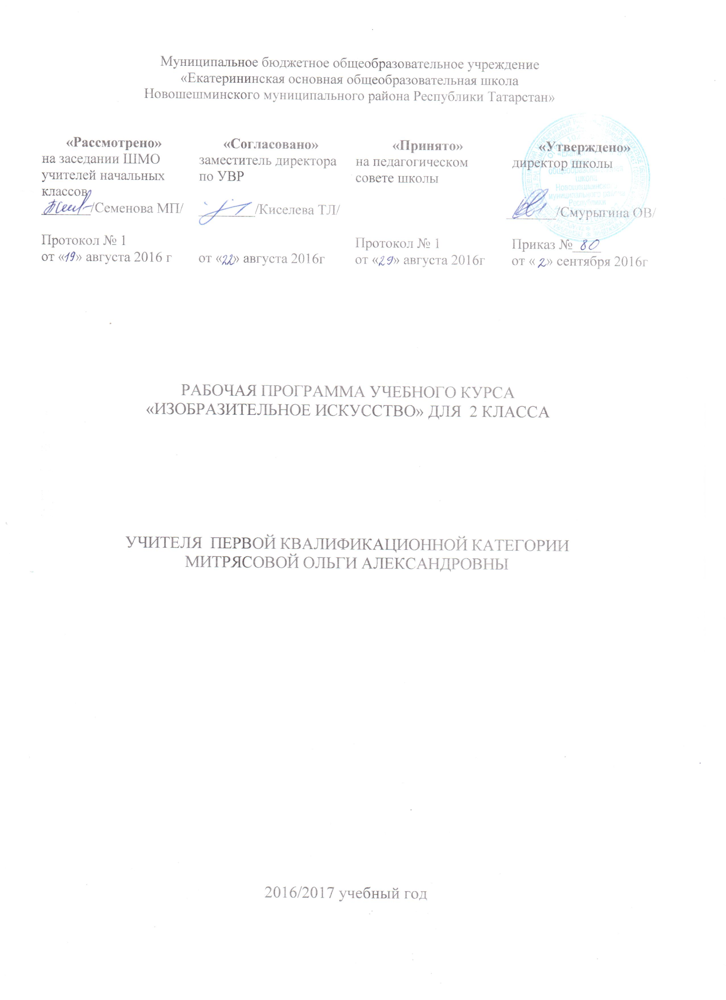 Муниципальное бюджетное общеобразовательное учреждение
«Екатерининская основная общеобразовательная школа
Новошешминского муниципального района Республики Татарстан»
«Рассмотрено»
на заседании ШМО
учителей начальных
классов
________/Семенова МП/
Протокол № 1
от «19» августа 2016 г
«Согласовано»
заместитель директора
по УВР
_________/Киселева ТЛ/
от «22» августа 2016г
«Принято»
на педагогическом
совете школы
Протокол № 1
от «29» августа 2016г
«Утверждено»
директор школы
________/Смурыгина ОВ/
Приказ № 80
от « 2» сентября 2016г
общеобразовательная
школа
Новошешминского
муниципального района
Республики
РАБОЧАЯ ПРОГРАММА УЧЕБНОГО КУРСА
«ИЗОБРАЗИТЕЛЬНОЕ ИСКУССТВО» ДЛЯ  2 КЛАССА
УЧИТЕЛЯ  ПЕРВОЙ КВАЛИФИКАЦИОННОЙ КАТЕГОРИИ
МИТРЯСОВОЙ ОЛЬГИ АЛЕКСАНДРОВНЫ
2016/2017 учебный год